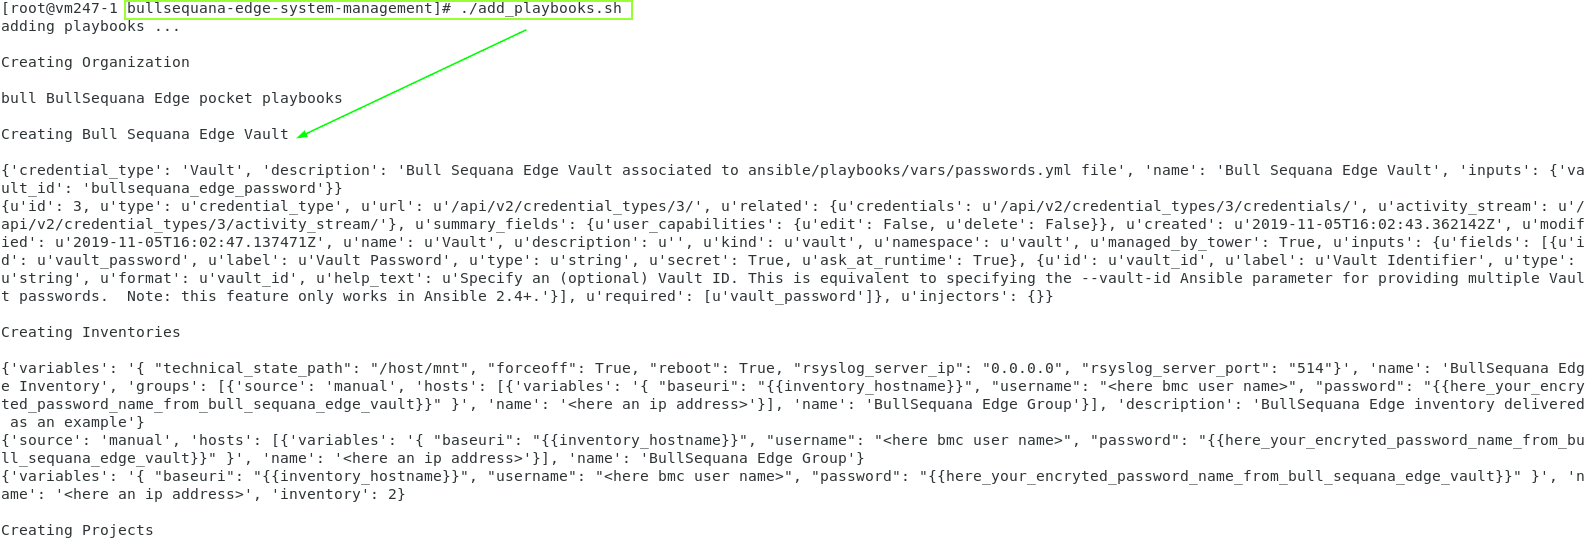 [root@vm247-1 bullsequana-edge-system-management]# ./add_playbooks.sh
adding playbooks ...
Creating Organization
bull BullSequana Edge pocket playbooks
Creating Bull Sequana Edge Vault
{'credential_type': 'Vault', 'description': 'Bull Sequana Edge Vault associated to ansible/playbooks/vars/passwords.yml file', 'name': 'Bull Sequana Edge Vault', 'inputs': {'va
ult_id': 'bullsequana_edge_password'}}
{u'id': 3, u'type': u'credential_type', u'url': u'/api/v2/credential_types/3/', u'related': {u'credentials': u'/api/v2/credential_types/3/credentials/', u'activity_stream': u'/
api/v2/credential_types/3/activity_stream/'}, u'summary_fields': {u'user_capabilities': {u'edit': False, u'delete': False}}, u'created': u'2019-11-05T16:02:43.362142Z', u'modif
ied': u'2019-11-05T16:02:47.137471Z', u'name': u'Vault', u'description': u'', u'kind': u'vault', u'namespace': u'vault', u'managed_by_tower': True, u'inputs': {u'fields': [{u'i
d': u'vault_password', u'label': u'Vault Password', u'type': u'string', u'secret': True, u'ask_at_runtime': True}, {u'id': u'vault_id', u'label': u'Vault Identifier', u'type':
u'string', u'format': u'vault_id', u'help_text': u'Specify an (optional) Vault ID. This is equivalent to specifying the --vault-id Ansible parameter for providing multiple Vaul
t passwords.  Note: this feature only works in Ansible 2.4+.'}], u'required': [u'vault_password']}, u'injectors': {}}
Creating Inventories
{'variables': '{ "technical_state_path": "/host/mnt", "forceoff": True, "reboot": True, "rsyslog_server_ip": "0.0.0.0", "rsyslog_server_port": "514"}', 'name': 'BullSequana Edg
e Inventory', 'groups': [{'source': 'manual', 'hosts': [{'variables': '{ "baseuri": "{{inventory_hostname}}", "username": "<here bmc user name>", "password": "{{here_your_encry
ted_password_name_from_bull_sequana_edge_vault}}" }', 'name': '<here an ip address>'}], 'name': 'BullSequana Edge Group'}], 'description': 'BullSequana Edge inventory delivered
 as an example'}
{'source': 'manual', 'hosts': [{'variables': '{ "baseuri": "{{inventory_hostname}}", "username": "<here bmc user name>", "password": "{{here_your_encryted_password_name_from_bu
ll_sequana_edge_vault}}" }', 'name': '<here an ip address>'}], 'name': 'BullSequana Edge Group'}
{'variables': '{ "baseuri": "{{inventory_hostname}}", "username": "<here bmc user name>", "password": "{{here_your_encryted_password_name_from_bull_sequana_edge_vault}}" }', 'n
ame': '<here an ip address>', 'inventory': 2}
Creating Projects